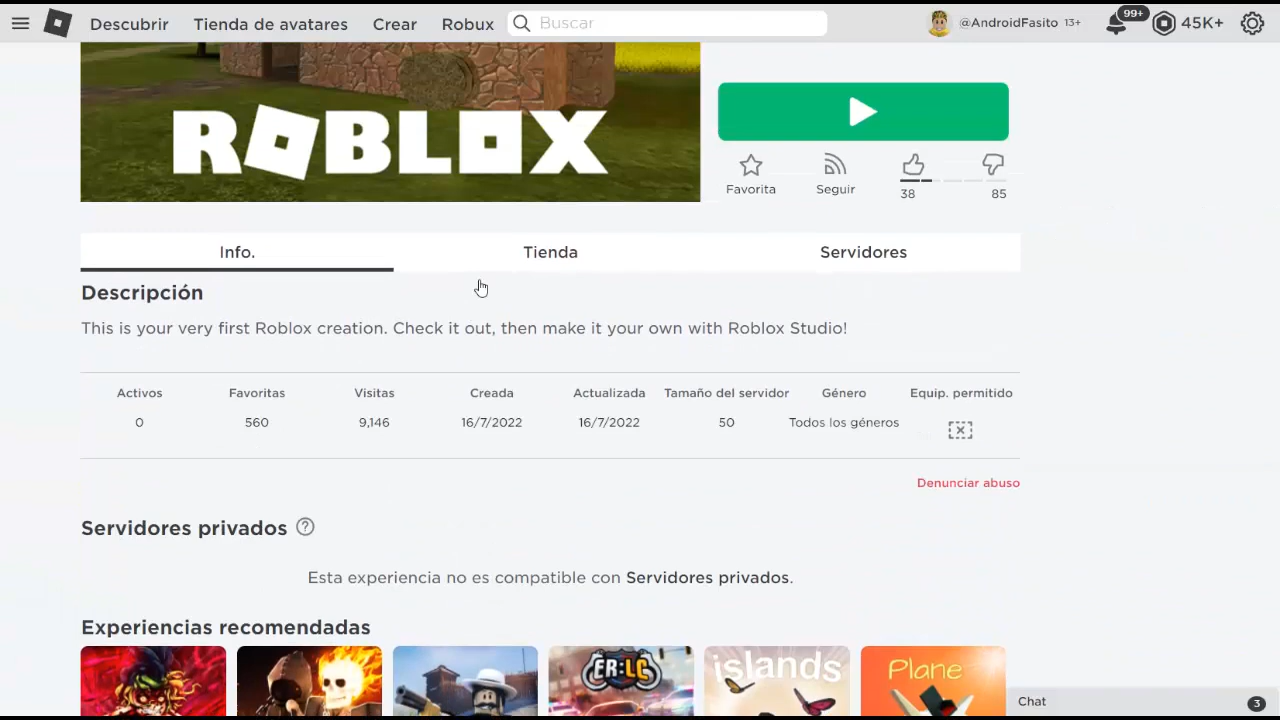 Descubrir Tienda de avatares Crear Robux Buscar @AndroidFasito 13+ 99+ 45K+
ROBLOX
Favorita Seguir 38 85
Info. Tienda Servidores
Descripción
This is your very first Roblox creation. Check it out, then make it your own with Roblox Studio!
Activos Favoritas Visitas Creada Actualizada Tamaño del servidor Género Equip. permitido
0 560 9,146 16/7/2022 16/7/2022 50 Todos los géneros
Denunciar abuso
Servidores privados ?
Esta experiencia no es compatible con Servidores privados.
Experiencias recomendadas
ER:LC islands Plane
Chat 3